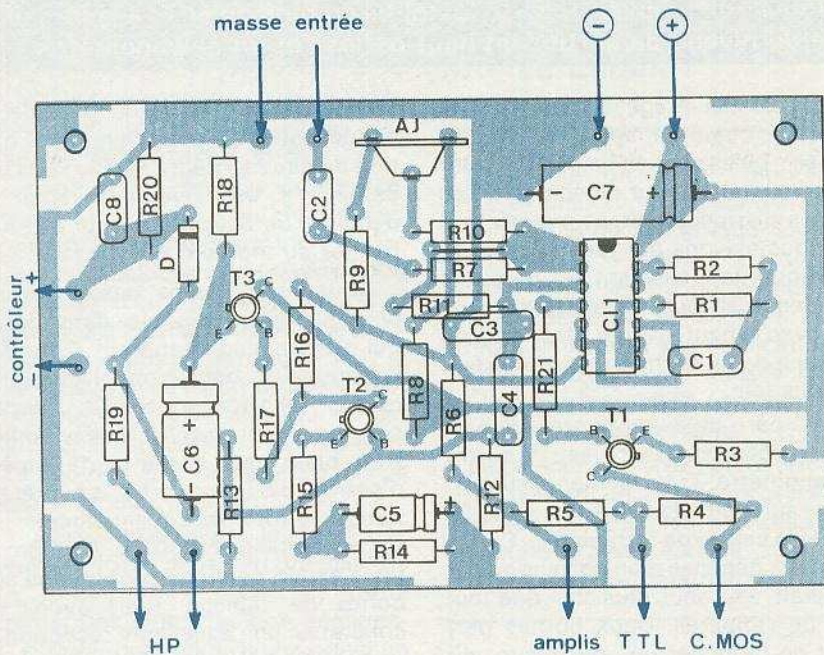 masse entrée
−
+
AJ
C8
R20
R18
C2
− C7 +
R10
R7
R9
D
T3
C
E
B
R11
C3
CI1
R2
R1
C1
+
contrôleur
−
R16
R8
R6
C4
R21
T2
C
E
B
T1
B
E
C
R3
R19
C6 +
−
R17
R13
R15
− C5 +
R14
R12
R5
R4
HP
amplis TTL C.MOS